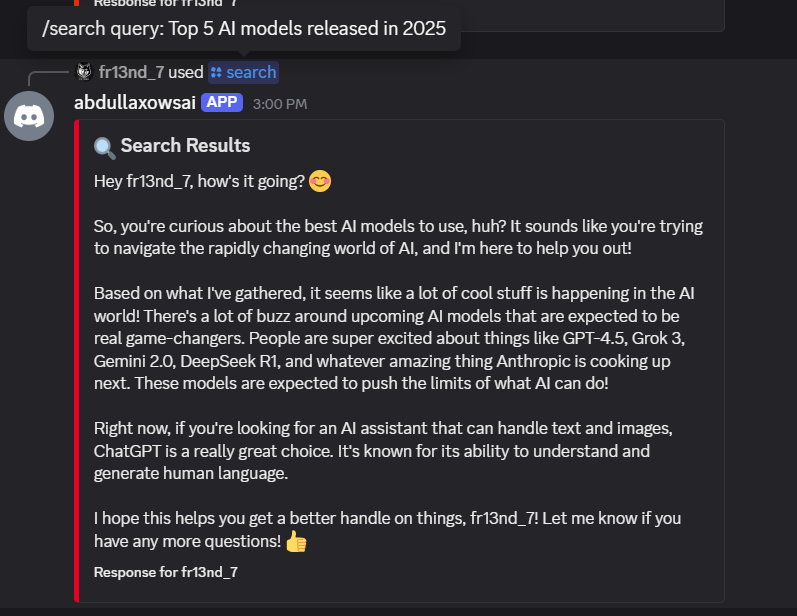 Response for fr13nd_7
/search query: Top 5 AI models released in 2025
fr13nd_7 used search
abdullaxowsai APP 3:00 PM
Search Results
Hey fr13nd_7, how's it going? 😊
So, you're curious about the best AI models to use, huh? It sounds like you're trying
to navigate the rapidly changing world of AI, and I'm here to help you out!
Based on what I've gathered, it seems like a lot of cool stuff is happening in the AI
world! There's a lot of buzz around upcoming AI models that are expected to be
real game-changers. People are super excited about things like GPT-4.5, Grok 3,
Gemini 2.0, DeepSeek R1, and whatever amazing thing Anthropic is cooking up
next. These models are expected to push the limits of what AI can do!
Right now, if you're looking for an AI assistant that can handle text and images,
ChatGPT is a really great choice. It's known for its ability to understand and
generate human language.
I hope this helps you get a better handle on things, fr13nd_7! Let me know if you
have any more questions! 👍
Response for fr13nd_7